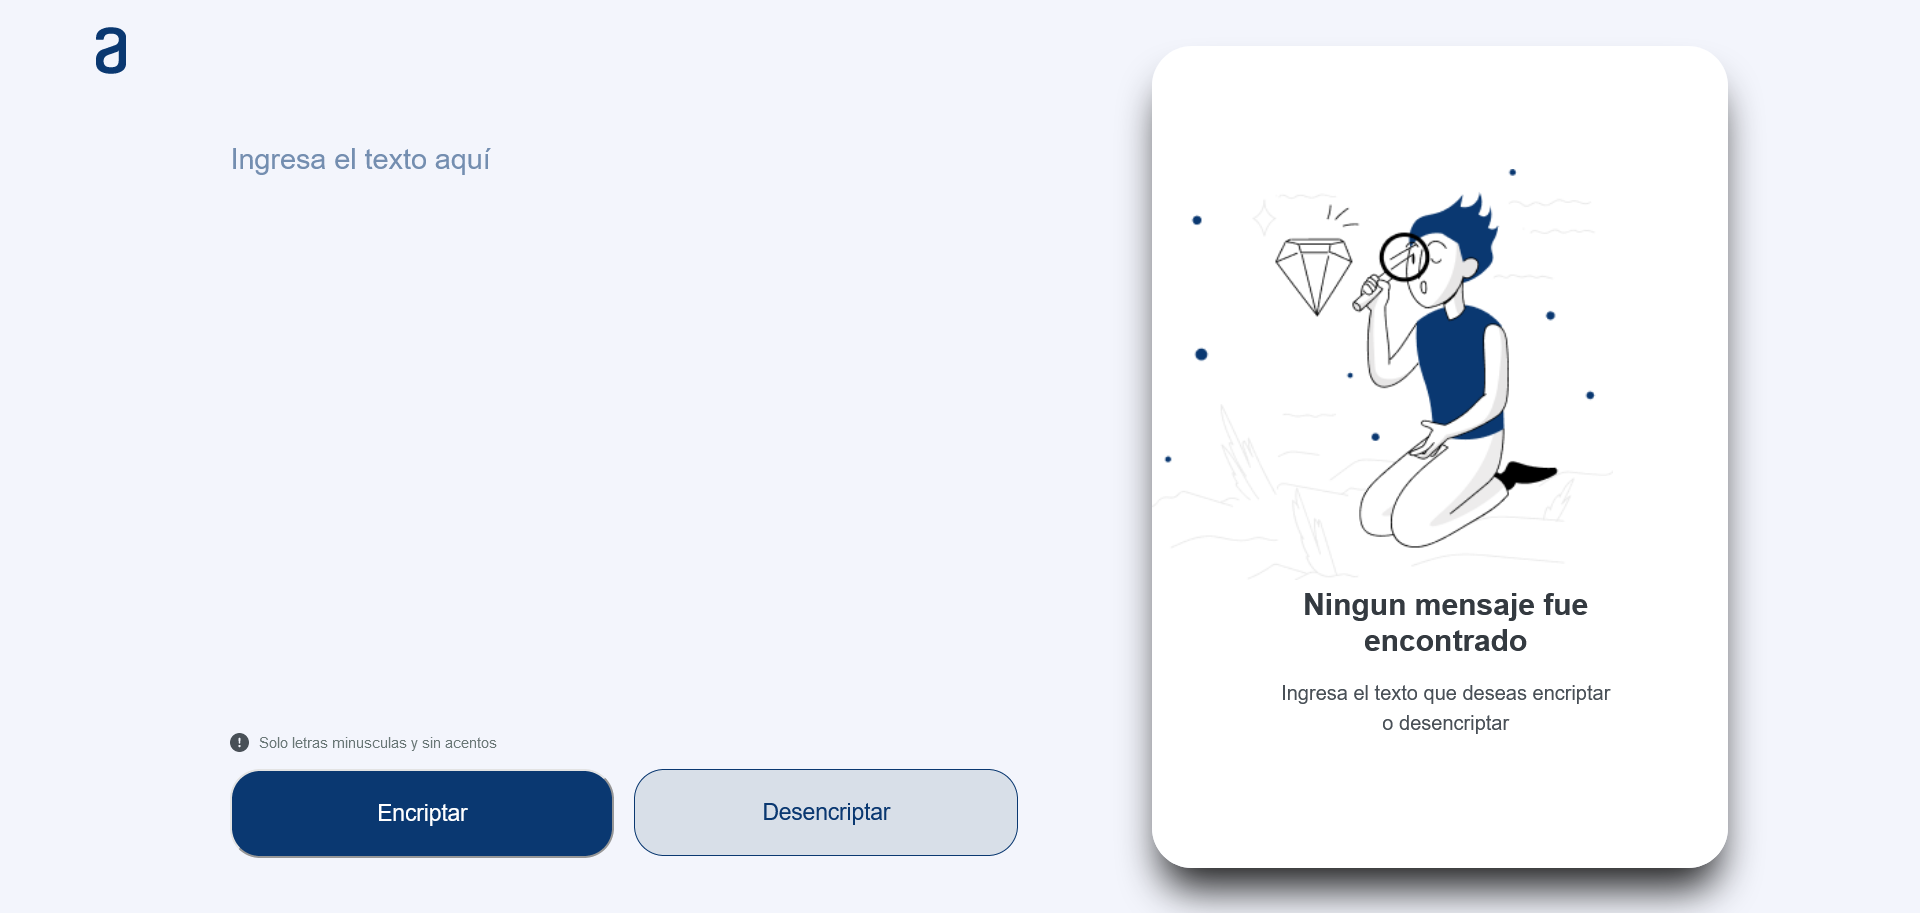 a
Ingresa el texto aquí
Ningun mensaje fue
encontrado
Ingresa el texto que deseas encriptar
o desencriptar
Solo letras minusculas y sin acentos
Encriptar
Desencriptar